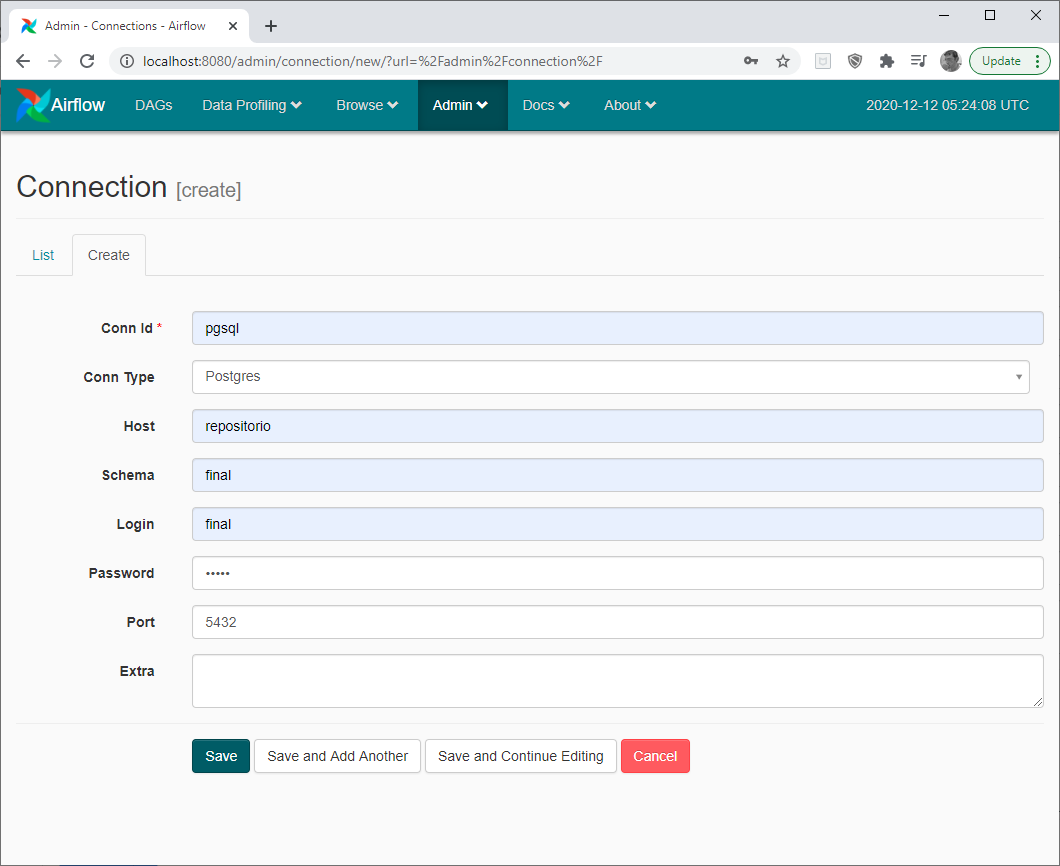 Admin - Connections - Airflow
localhost:8080/admin/connection/new/?url=%2Fadmin%2Fconnection%2F
Update
Airflow DAGs Data Profiling Browse Admin Docs About 2020-12-12 05:24:08 UTC
Connection [create]
List Create
Conn Id * pgsql
Conn Type Postgres
Host repositorio
Schema final
Login final
Password •••••
Port 5432
Extra
Save Save and Add Another Save and Continue Editing Cancel